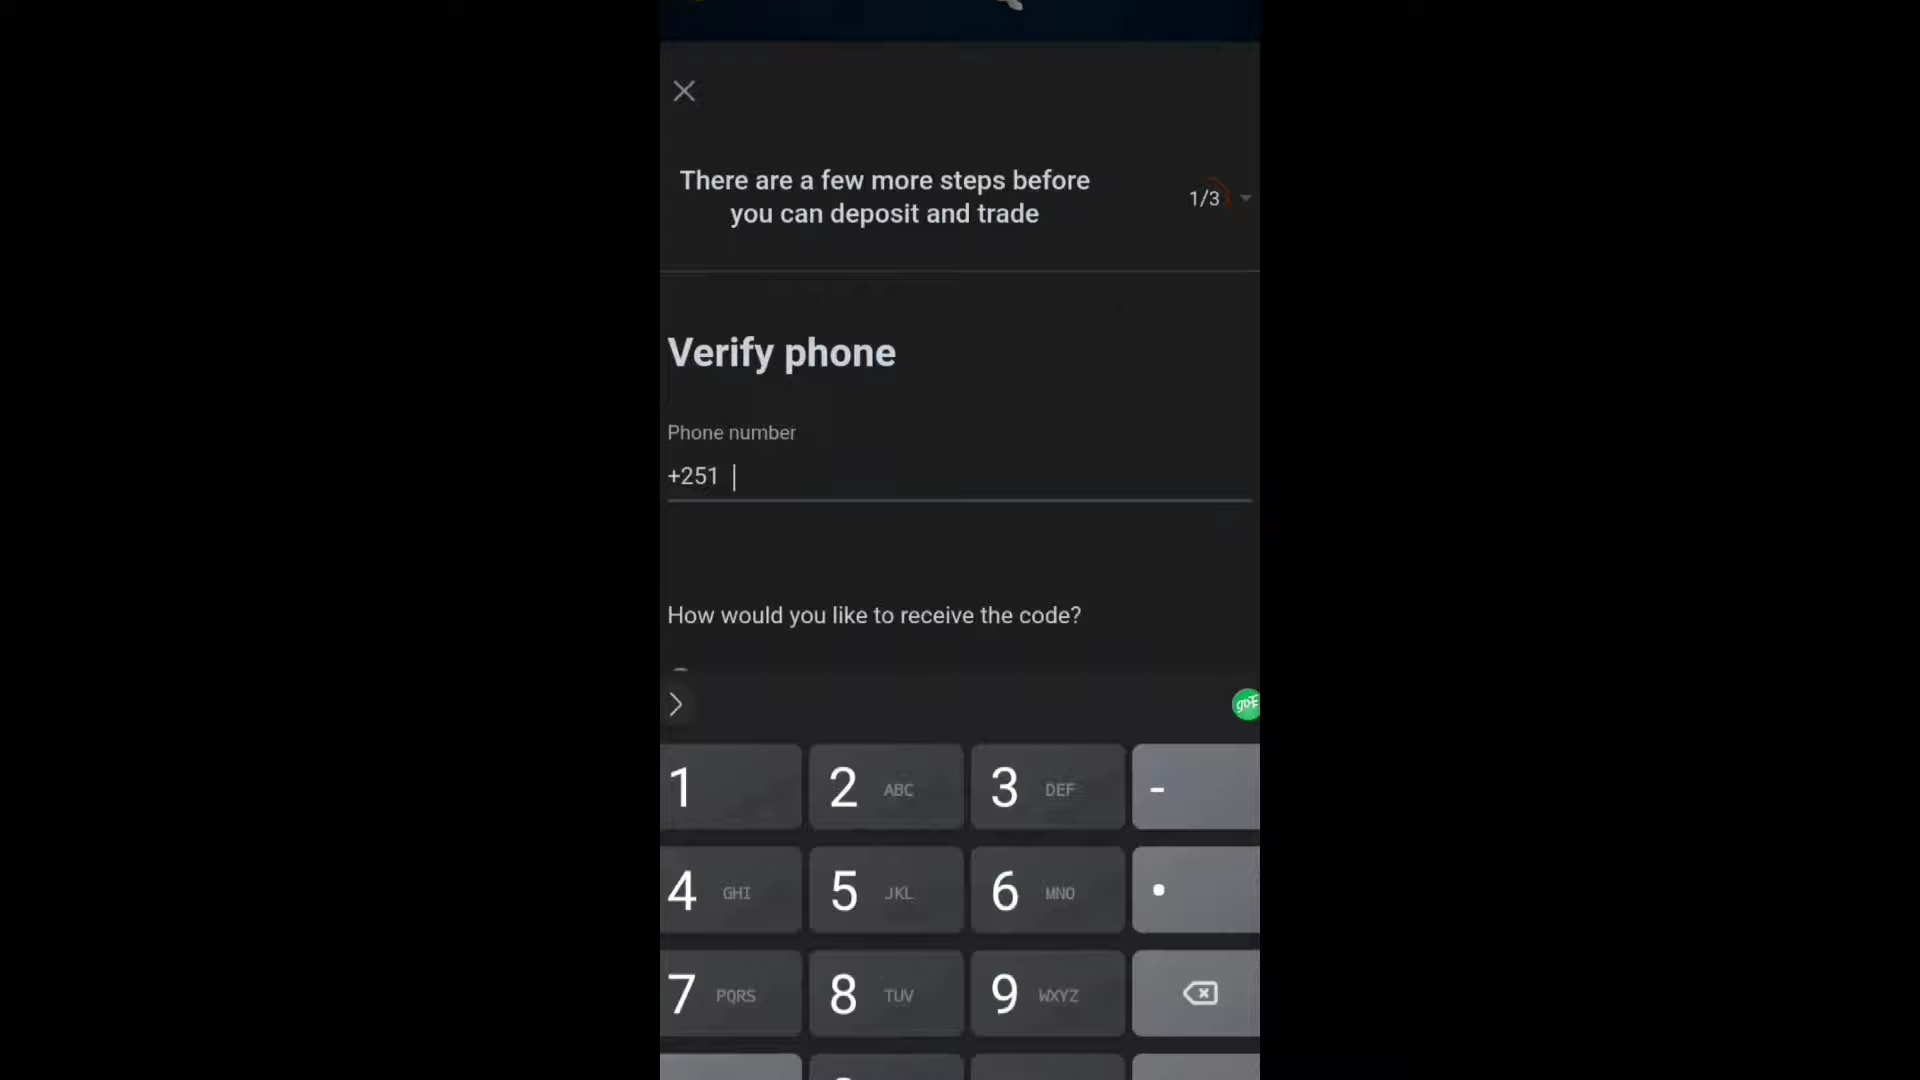 There are a few more steps before
you can deposit and trade
1/3
Verify phone
Phone number
+251
How would you like to receive the code?
1
2 ABC
3 DEF
-
4 GHI
5 JKL
6 MNO
7 PQRS
8 TUV
9 WXYZ